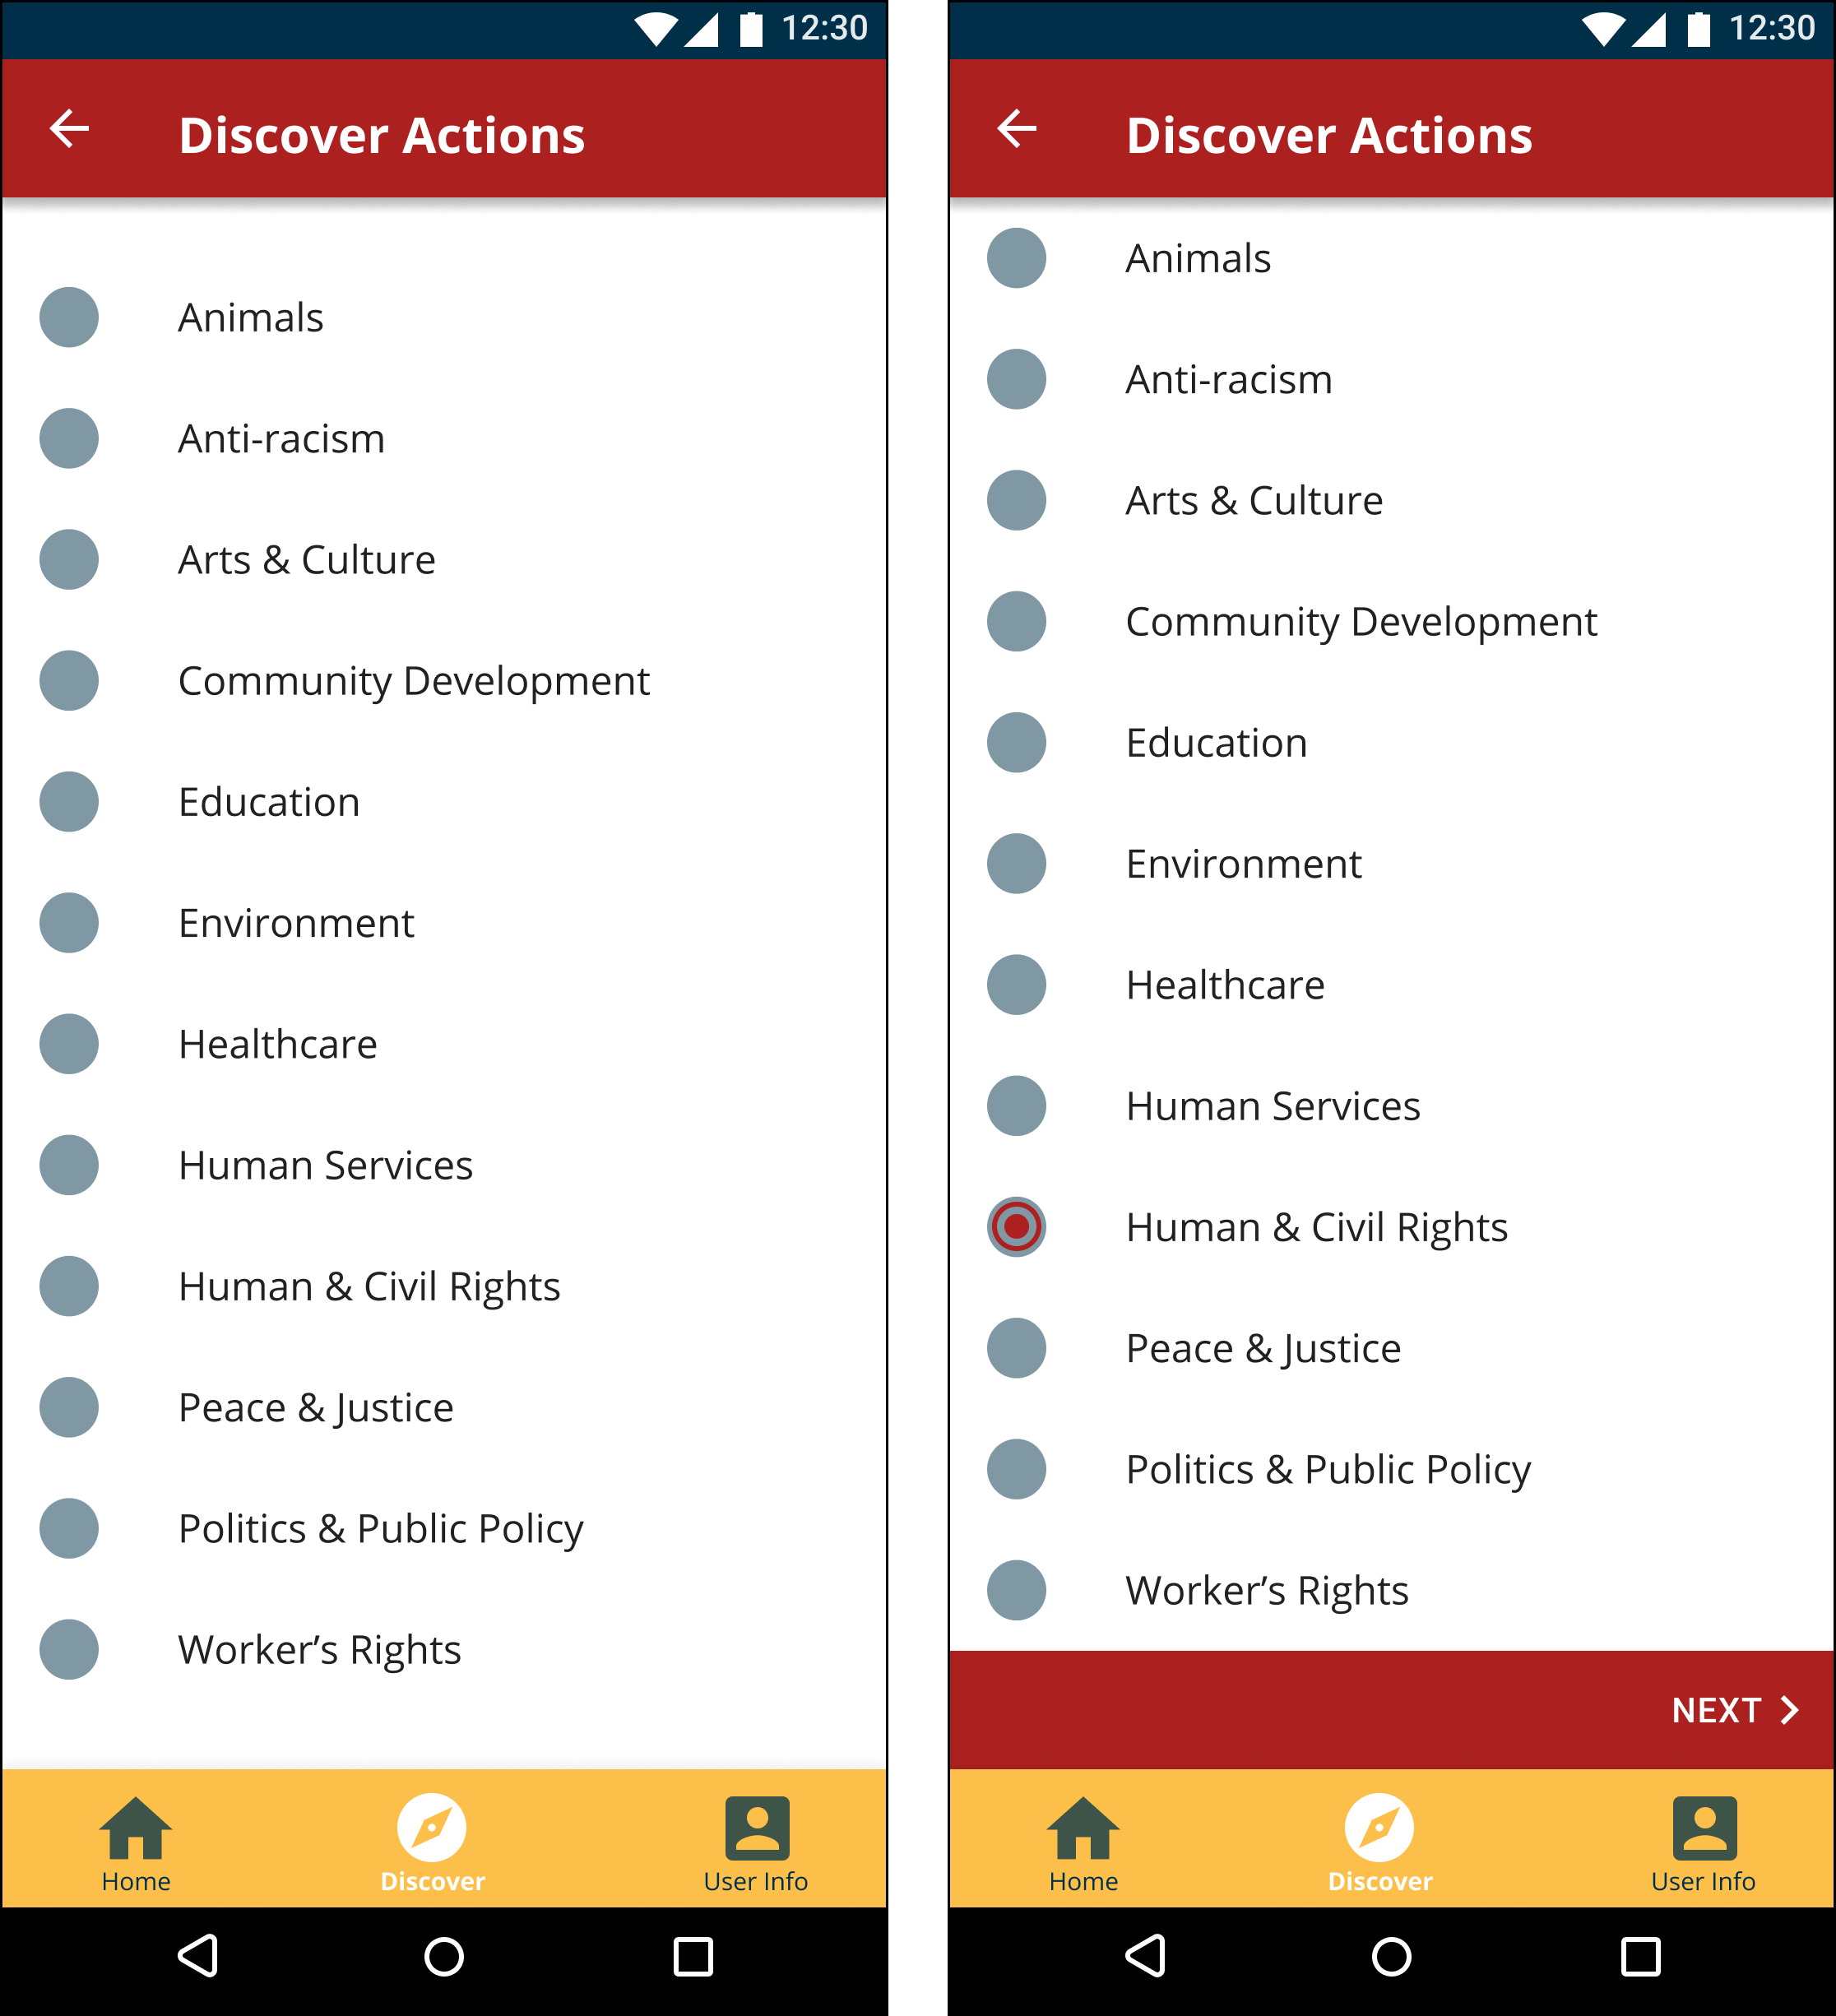 12:30
Discover Actions
Animals
Anti-racism
Arts & Culture
Community Development
Education
Environment
Healthcare
Human Services
Human & Civil Rights
Peace & Justice
Politics & Public Policy
Worker’s Rights
Home
Discover
User Info
12:30
Discover Actions
Animals
Anti-racism
Arts & Culture
Community Development
Education
Environment
Healthcare
Human Services
Human & Civil Rights
Peace & Justice
Politics & Public Policy
Worker’s Rights
NEXT
Home
Discover
User Info